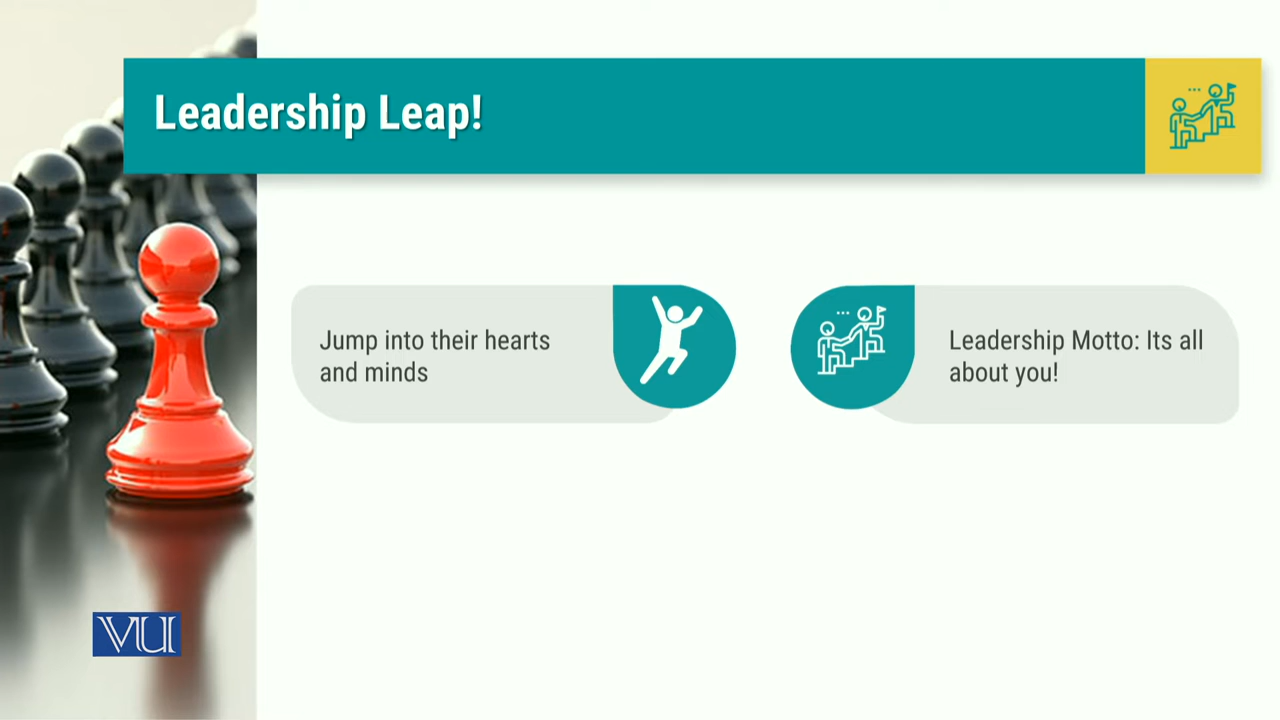 Leadership Leap!
Jump into their hearts
and minds
Leadership Motto: Its all
about you!
VU